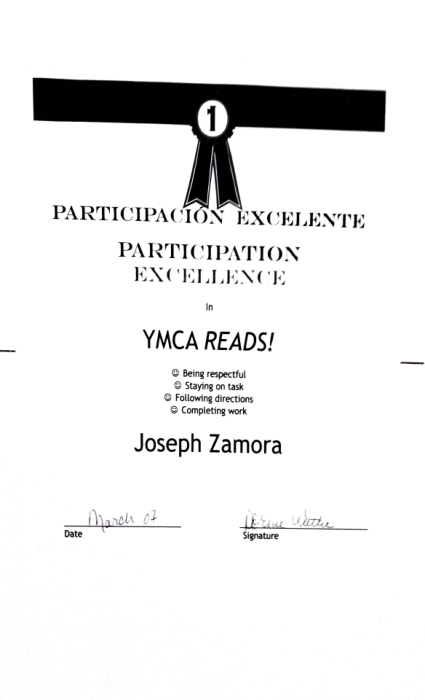 1
PARTICIPACIÓN EXCELENTE
PARTICIPATION
EXCELLENCE
In
YMCA READS!
☺ Being respectful
☺ Staying on task
☺ Following directions
☺ Completing work
Joseph Zamora
March 07
Date
Signature